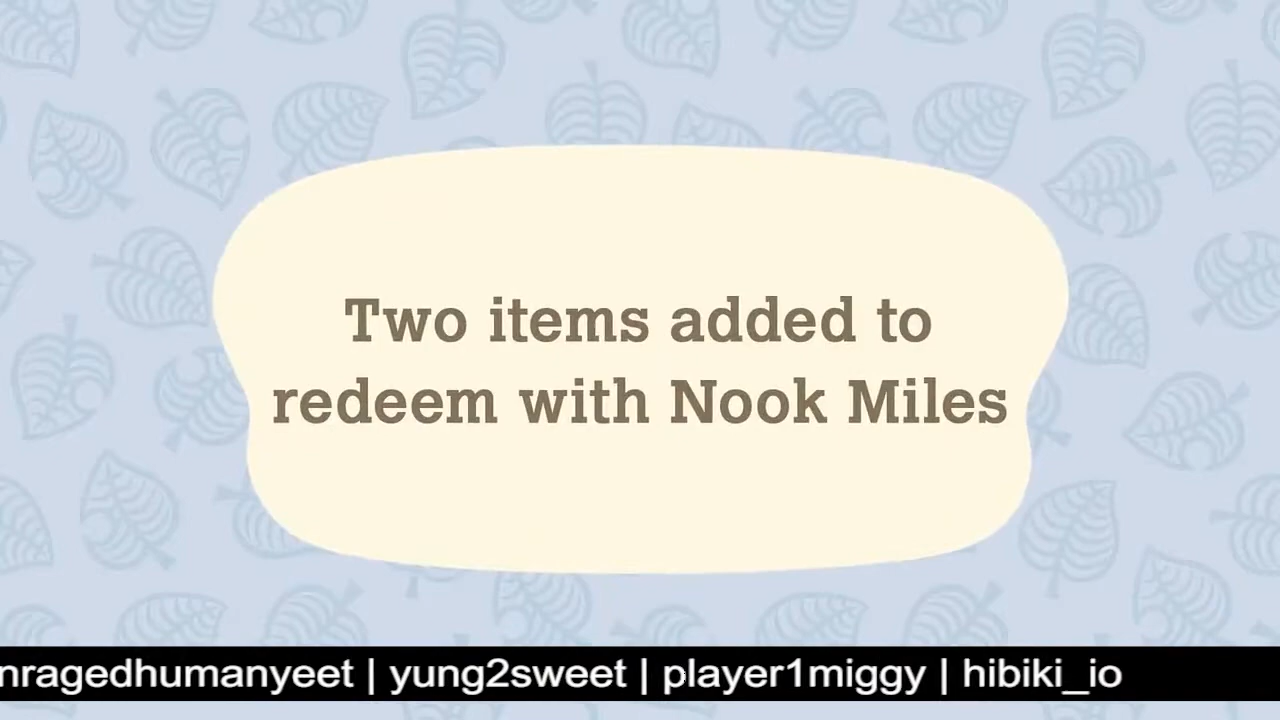 Two items added to
redeem with Nook Miles
nragedhumanyeet | yung2sweet | player1miggy | hibiki_io